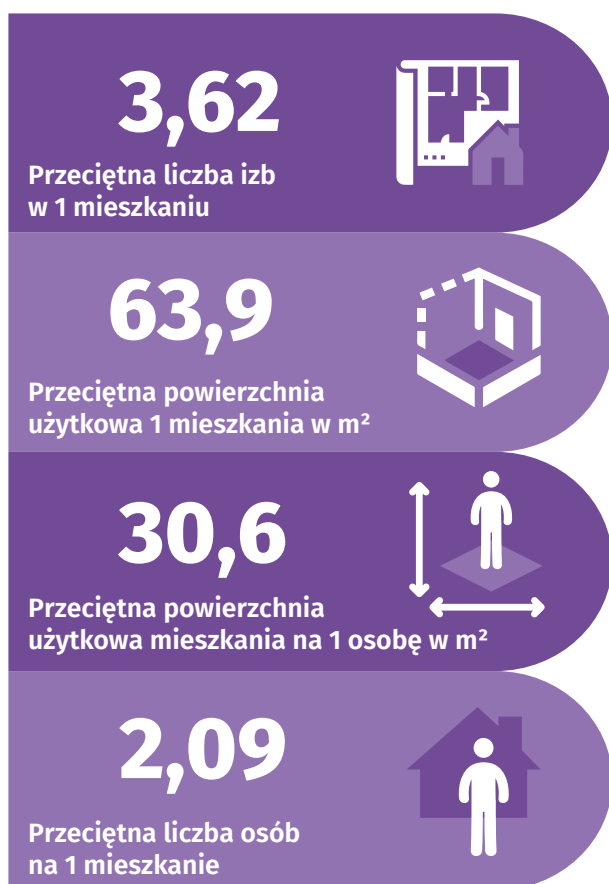 3,62
Przeciętna liczba izb
w 1 mieszkaniu
63,9
Przeciętna powierzchnia
użytkowa 1 mieszkania w m²
30,6
Przeciętna powierzchnia
użytkowa mieszkania na 1 osobę w m²
2,09
Przeciętna liczba osób
na 1 mieszkanie